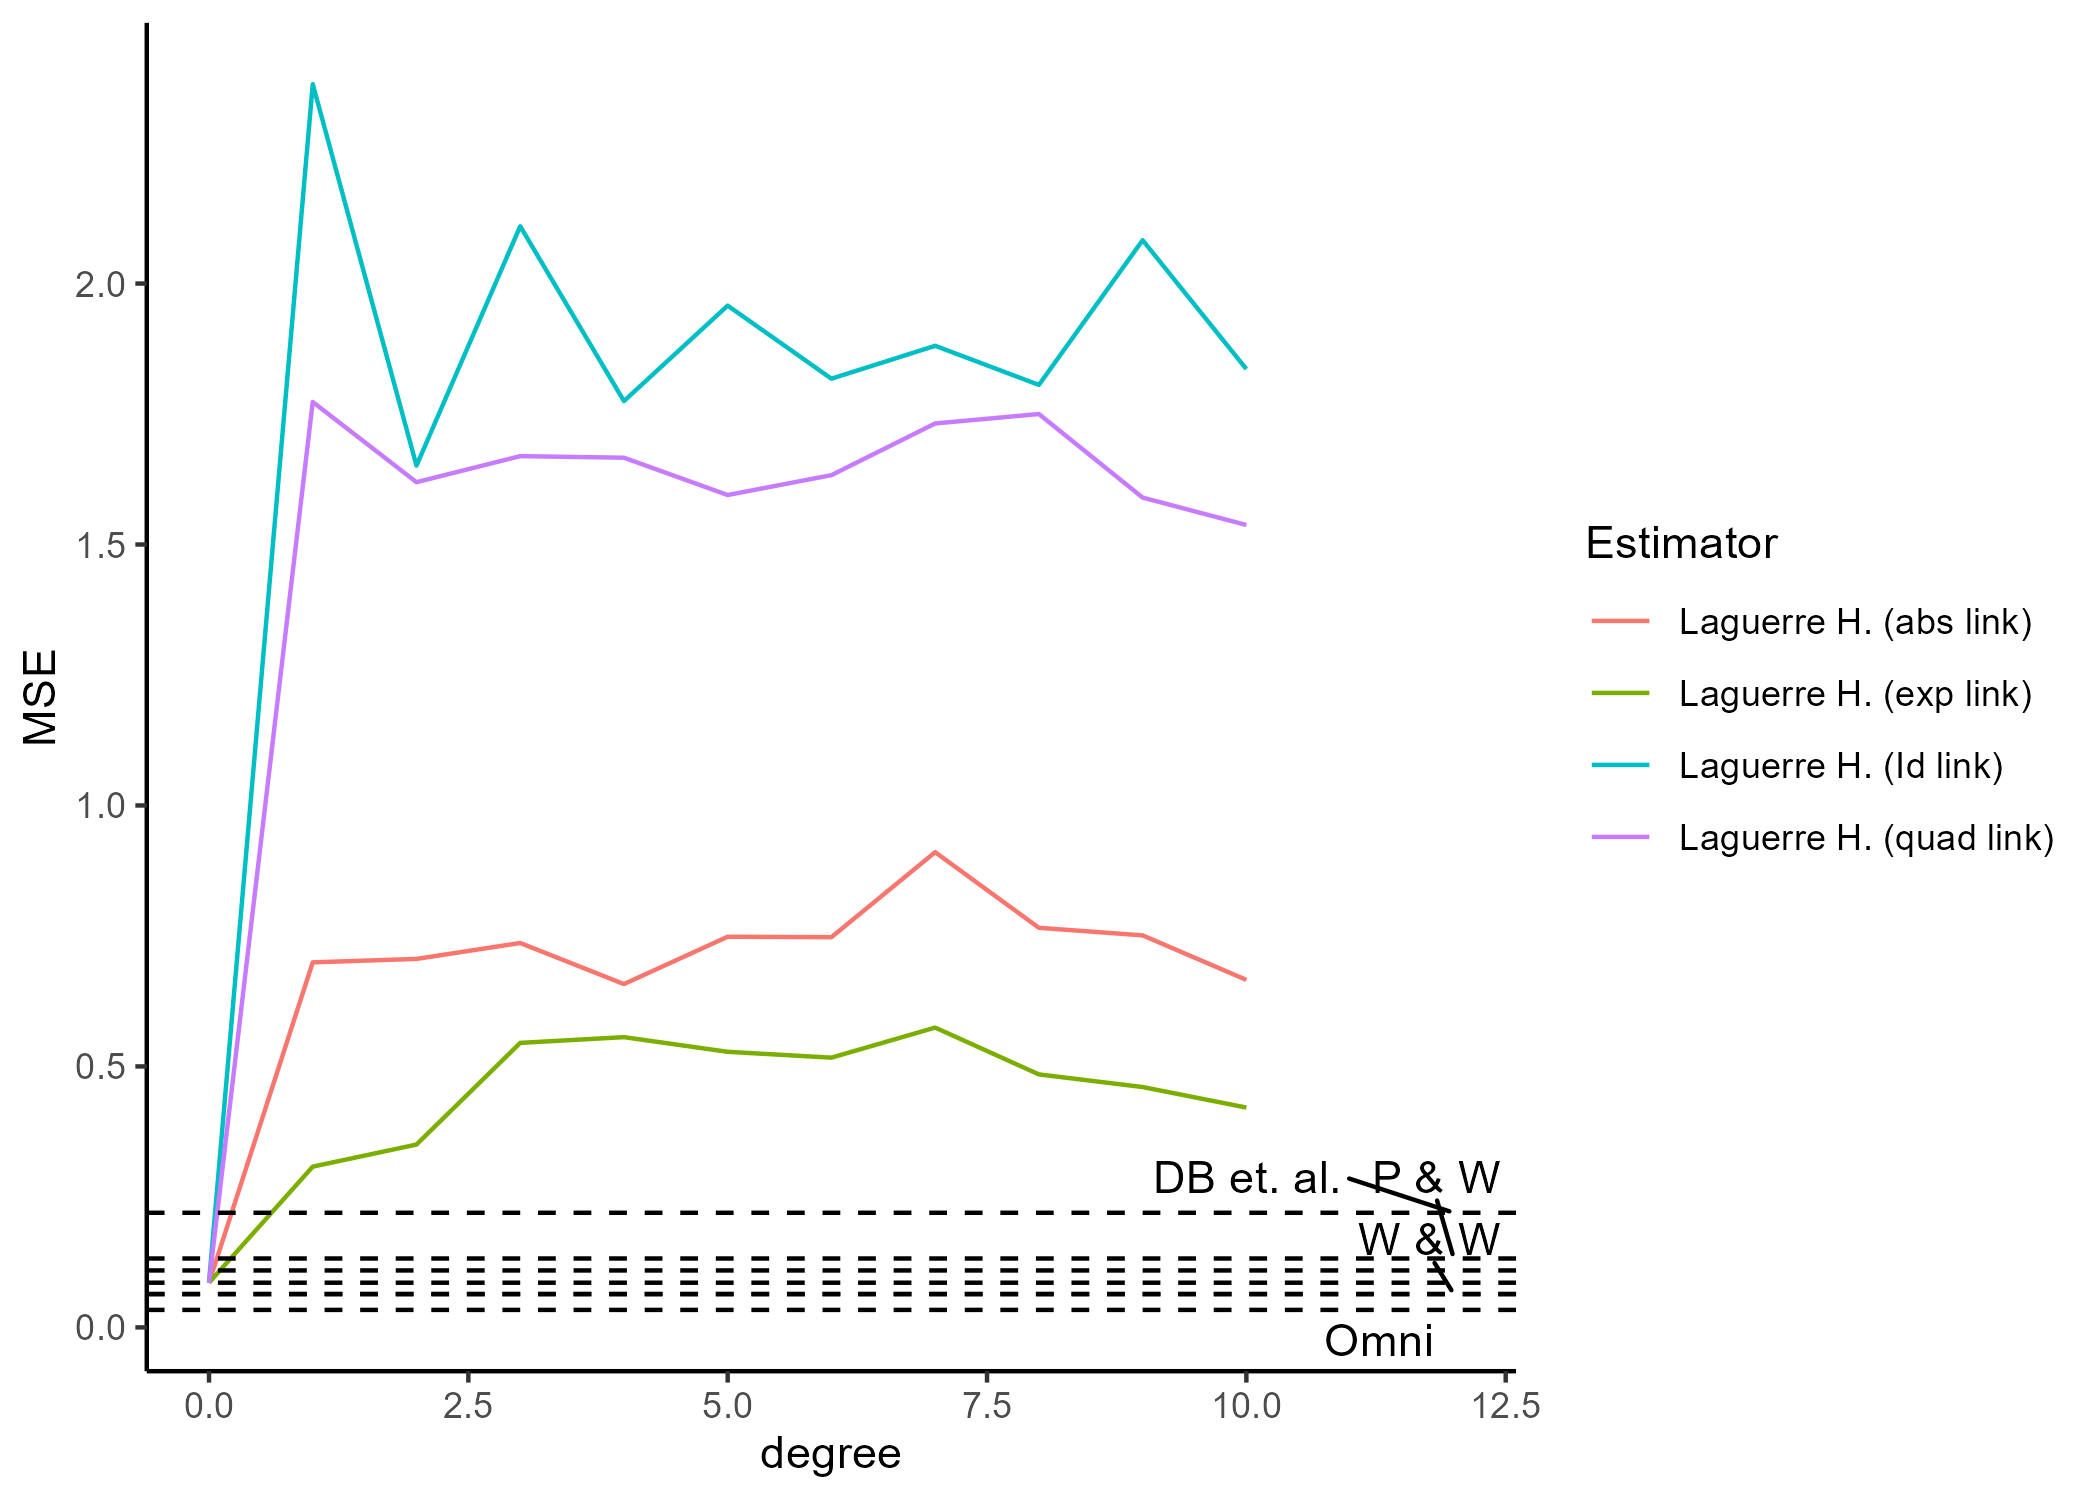 MSE
2.0
1.5
1.0
0.5
0.0
DB et. al.
P & W
W & W
Omni
0.0
2.5
5.0
7.5
10.0
12.5
degree
Estimator
Laguerre H. (abs link)
Laguerre H. (exp link)
Laguerre H. (Id link)
Laguerre H. (quad link)